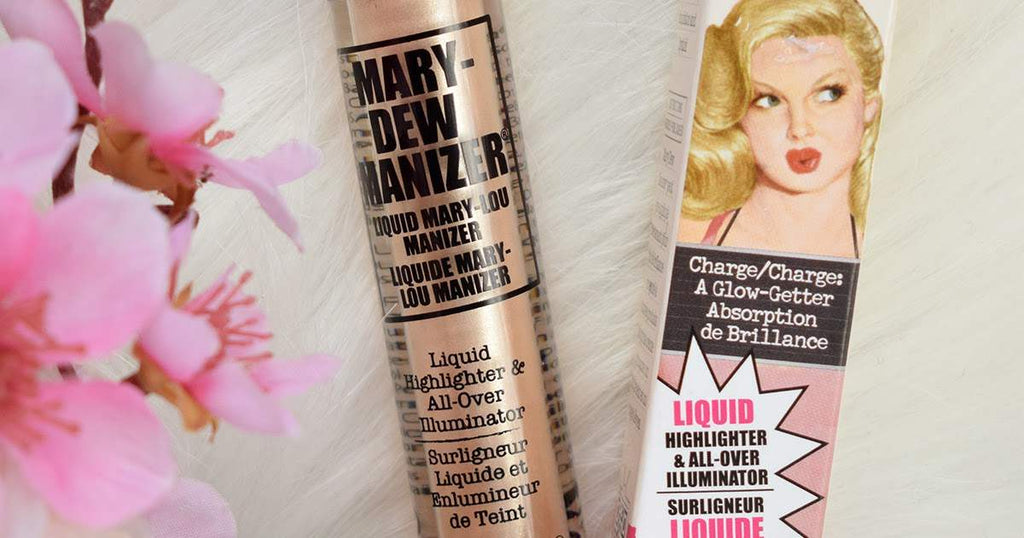 MARY-
DEW
MANIZER®
LIQUID MARY-LOU
MANIZER
LIQUIDE MARY-
LOU MANIZER
Liquid
Highlighter &
All-Over
Illuminator
Surligneur
Liquide et
Enlumineur
de Teint
Charge/Charge:
A Glow-Getter
Absorption
de Brillance
LIQUID
HIGHLIGHTER
& ALL-OVER
ILLUMINATOR
SURLIGNEUR
LIQUIDE